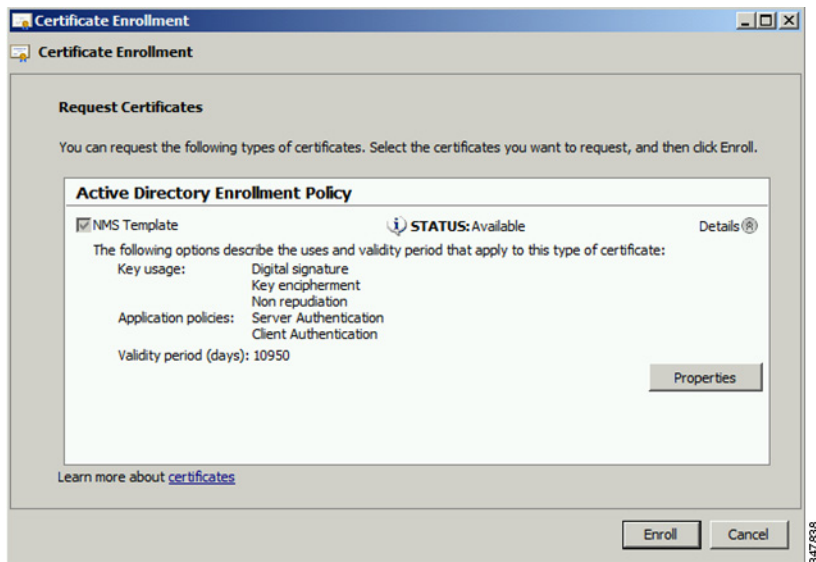 Certificate Enrollment
Certificate Enrollment
Request Certificates
You can request the following types of certificates. Select the certificates you want to request, and then click Enroll.
Active Directory Enrollment Policy
NMS Template STATUS: Available Details
The following options describe the uses and validity period that apply to this type of certificate:
Key usage: Digital signature
Key encipherment
Non repudiation
Application policies: Server Authentication
Client Authentication
Validity period (days): 10950
Properties
Learn more about certificates
Enroll Cancel
347838